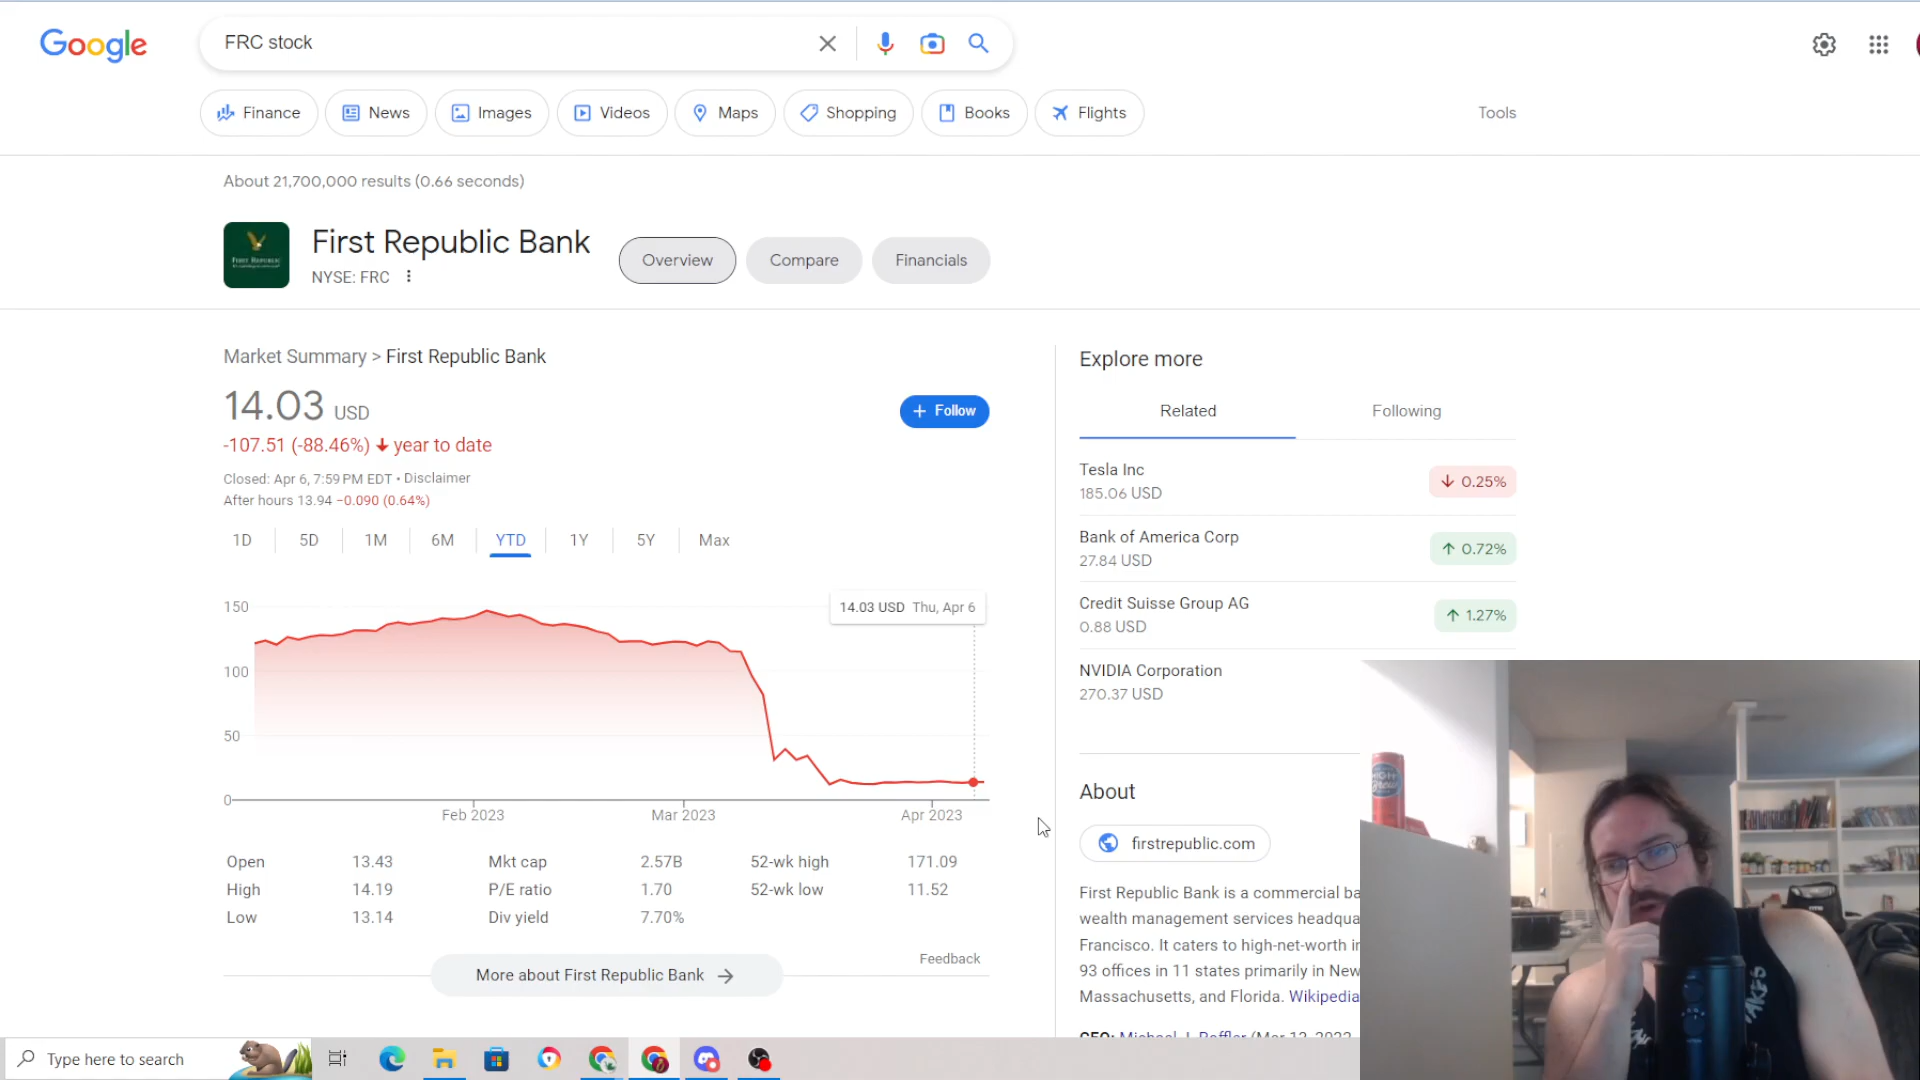 Google
FRC stock
Finance
News
Images
Videos
Maps
Shopping
Books
Flights
Tools
About 21,700,000 results (0.66 seconds)
FIRST REPUBLIC
First Republic Bank
NYSE: FRC
Overview
Compare
Financials
Market Summary > First Republic Bank
14.03 USD
-107.51 (-88.46%) year to date
Closed: Apr 6, 7:59 PM EDT • Disclaimer
After hours 13.94 −0.090 (0.64%)
+ Follow
1D 5D 1M 6M YTD 1Y 5Y Max
14.03 USD Thu, Apr 6
150
100
50
0
Feb 2023 Mar 2023 Apr 2023
Open 13.43 Mkt cap 2.57B 52-wk high 171.09
High 14.19 P/E ratio 1.70 52-wk low 11.52
Low 13.14 Div yield 7.70%
Feedback
More about First Republic Bank
Explore more
Related Following
Tesla Inc
185.06 USD
0.25%
Bank of America Corp
27.84 USD
0.72%
Credit Suisse Group AG
0.88 USD
1.27%
NVIDIA Corporation
270.37 USD
About
firstrepublic.com
First Republic Bank is a commercial ba
wealth management services headqua
Francisco. It caters to high-net-worth in
93 offices in 11 states primarily in New
Massachusetts, and Florida. Wikipedia
CEO: Michael J. Roffler (Mar 13, 2022
Type here to search